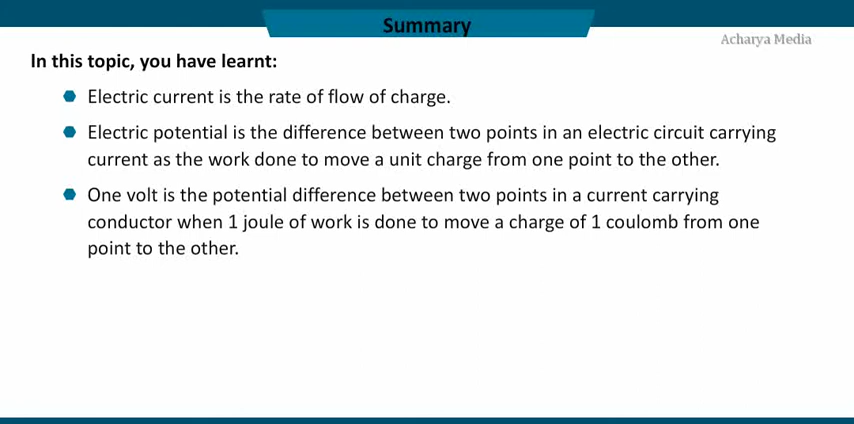 Summary
Acharya Media
In this topic, you have learnt:
Electric current is the rate of flow of charge.
Electric potential is the difference between two points in an electric circuit carrying
current as the work done to move a unit charge from one point to the other.
One volt is the potential difference between two points in a current carrying
conductor when 1 joule of work is done to move a charge of 1 coulomb from one
point to the other.